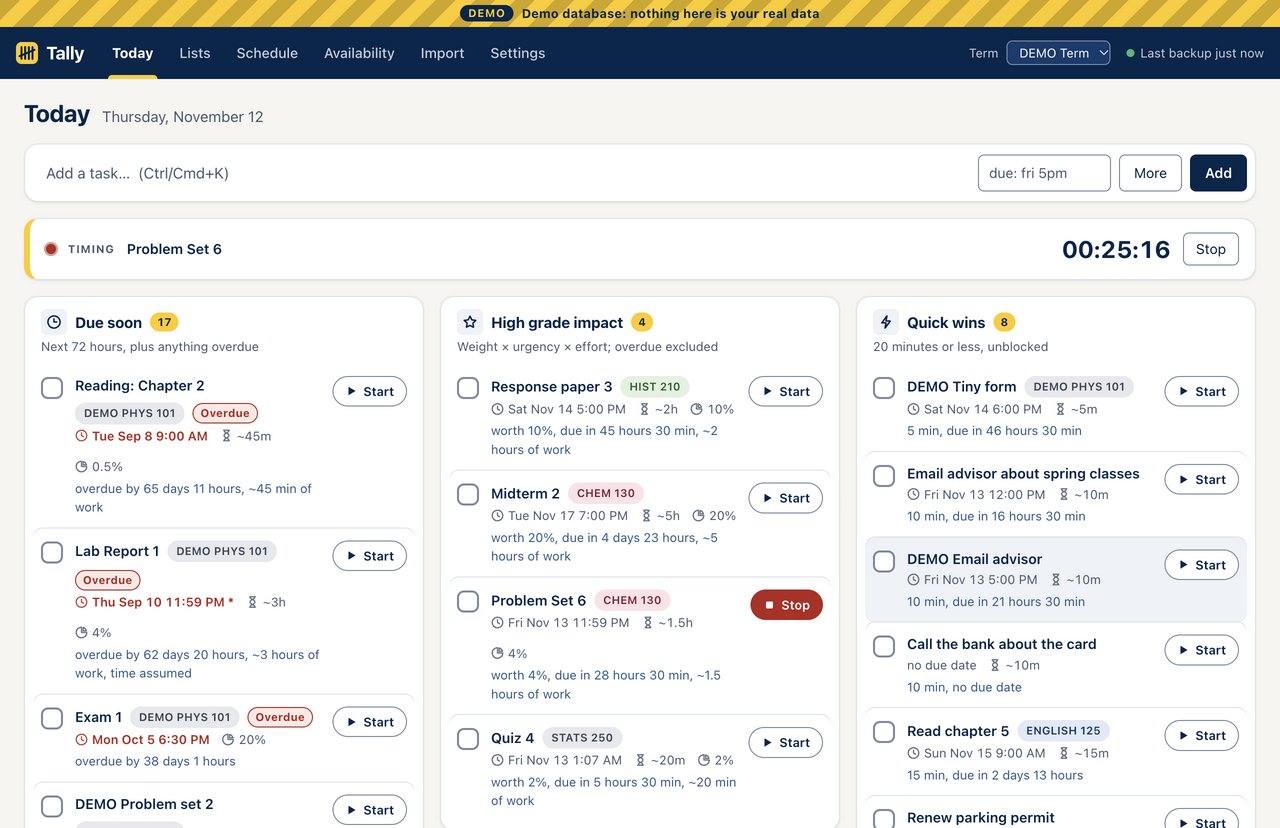 DEMO Demo database: nothing here is your real data
Tally Today Lists Schedule Availability Import Settings Term DEMO Term Last backup just now
Today Thursday, November 12
Add a task... (Ctrl/Cmd+K) due: fri 5pm More Add
TIMING Problem Set 6 00:25:16 Stop
Due soon 17
Next 72 hours, plus anything overdue
Reading: Chapter 2 Start
DEMO PHYS 101 Overdue
Tue Sep 8 9:00 AM ~45m
0.5%
overdue by 65 days 11 hours, ~45 min of
work
Lab Report 1 DEMO PHYS 101 Start
Overdue
Thu Sep 10 11:59 PM * ~3h
4%
overdue by 62 days 20 hours, ~3 hours of
work, time assumed
Exam 1 DEMO PHYS 101 Overdue Start
Mon Oct 5 6:30 PM 20%
overdue by 38 days 1 hours
DEMO Problem set 2 Start
High grade impact 4
Weight × urgency × effort; overdue excluded
Response paper 3 HIST 210 Start
Sat Nov 14 5:00 PM ~2h 10%
worth 10%, due in 45 hours 30 min, ~2
hours of work
Midterm 2 CHEM 130 Start
Tue Nov 17 7:00 PM ~5h 20%
worth 20%, due in 4 days 23 hours, ~5
hours of work
Problem Set 6 CHEM 130 Stop
Fri Nov 13 11:59 PM ~1.5h
4%
worth 4%, due in 28 hours 30 min, ~1.5
hours of work
Quiz 4 STATS 250 Start
Fri Nov 13 1:07 AM ~20m 2%
worth 2%, due in 5 hours 30 min, ~20 min
of work
Quick wins 8
20 minutes or less, unblocked
DEMO Tiny form DEMO PHYS 101 Start
Sat Nov 14 6:00 PM ~5m
5 min, due in 46 hours 30 min
Email advisor about spring classes Start
Fri Nov 13 12:00 PM ~10m
10 min, due in 16 hours 30 min
DEMO Email advisor Start
Fri Nov 13 5:00 PM ~10m
10 min, due in 21 hours 30 min
Call the bank about the card Start
no due date ~10m
10 min, no due date
Read chapter 5 ENGLISH 125 Start
Sun Nov 15 9:00 AM ~15m
15 min, due in 2 days 13 hours
Renew parking permit Start